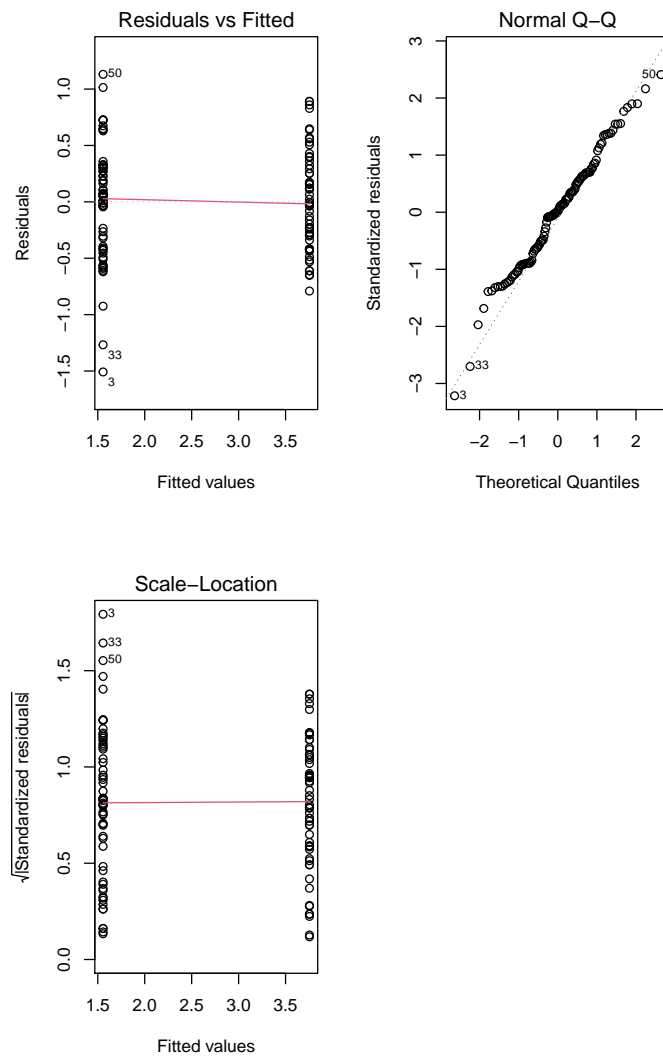 Residuals vs Fitted
Residuals
1.0
0.5
0.0
−0.5
−1.0
−1.5
50
33
3
1.5 2.0 2.5 3.0 3.5
Fitted values
Normal Q−Q
Standardized residuals
3
2
1
0
−1
−2
−3
50
33
3
−2 −1 0 1 2
Theoretical Quantiles
Scale−Location
√|Standardized residuals|
1.5
1.0
0.5
0.0
3
33
50
1.5 2.0 2.5 3.0 3.5
Fitted values